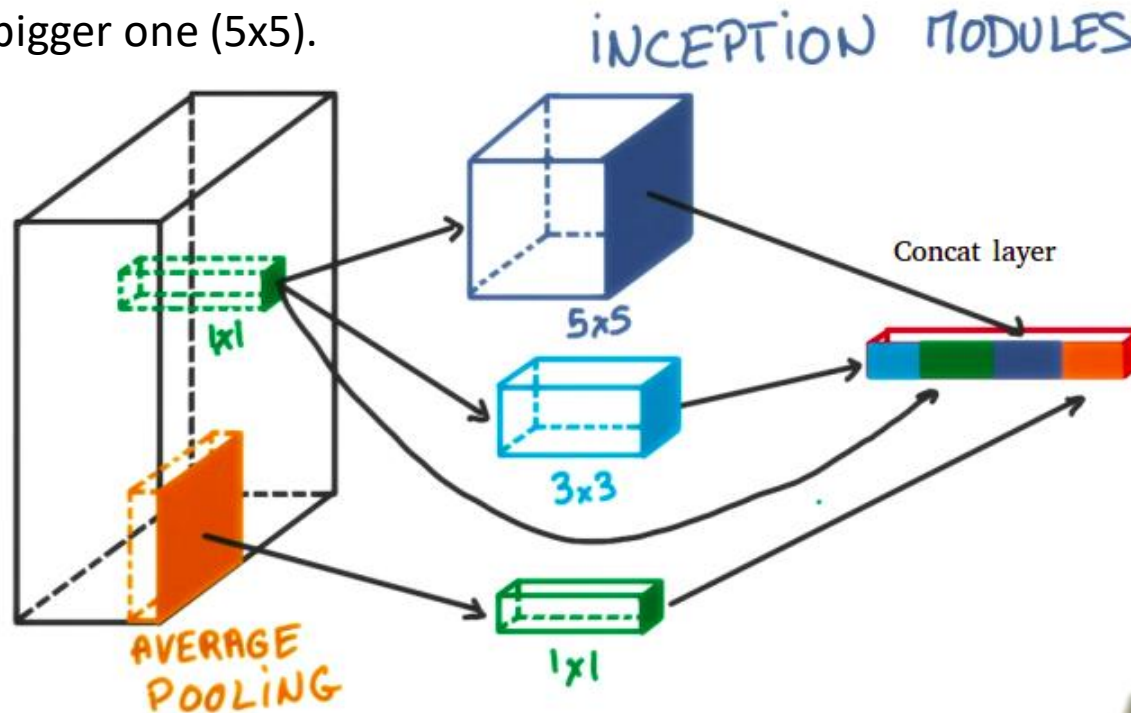 bigger one (5x5).
INCEPTION MODULES
Concat layer
1x1
5x5
3x3
AVERAGE
POOLING
1x1